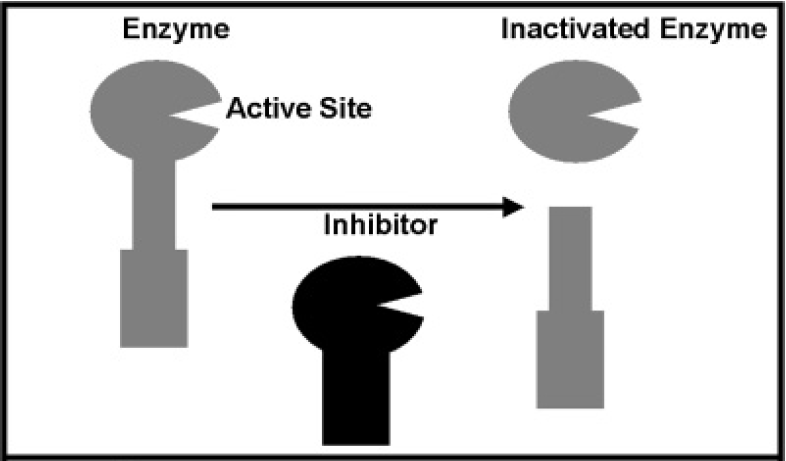 Enzyme
Inactivated Enzyme
Active Site
Inhibitor